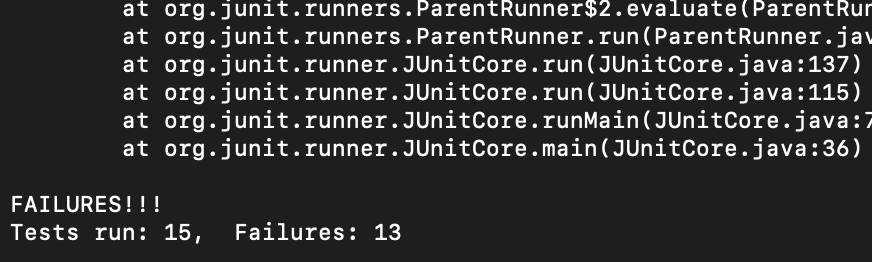 at org.junit.runners.ParentRunner$2.evaluate(ParentRun
at org.junit.runners.ParentRunner.run(ParentRunner.jav
at org.junit.runner.JUnitCore.run(JUnitCore.java:137)
at org.junit.runner.JUnitCore.run(JUnitCore.java:115)
at org.junit.runner.JUnitCore.runMain(JUnitCore.java:7
at org.junit.runner.JUnitCore.main(JUnitCore.java:36)
FAILURES!!!
Tests run: 15,  Failures: 13